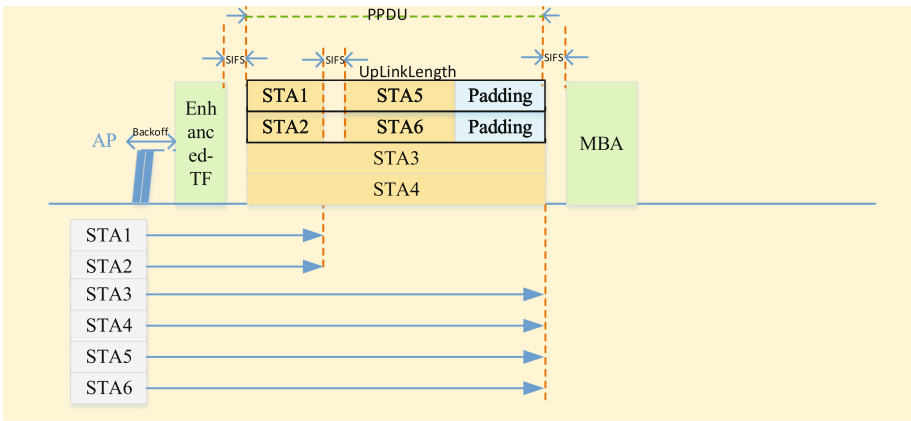 PPDU
SIFS
SIFS
SIFS
UpLinkLength
STA1 STA5 Padding
STA2 STA6 Padding
STA3
STA4
AP
Backoff
Enh
anc
ed-
TF
MBA
STA1
STA2
STA3
STA4
STA5
STA6